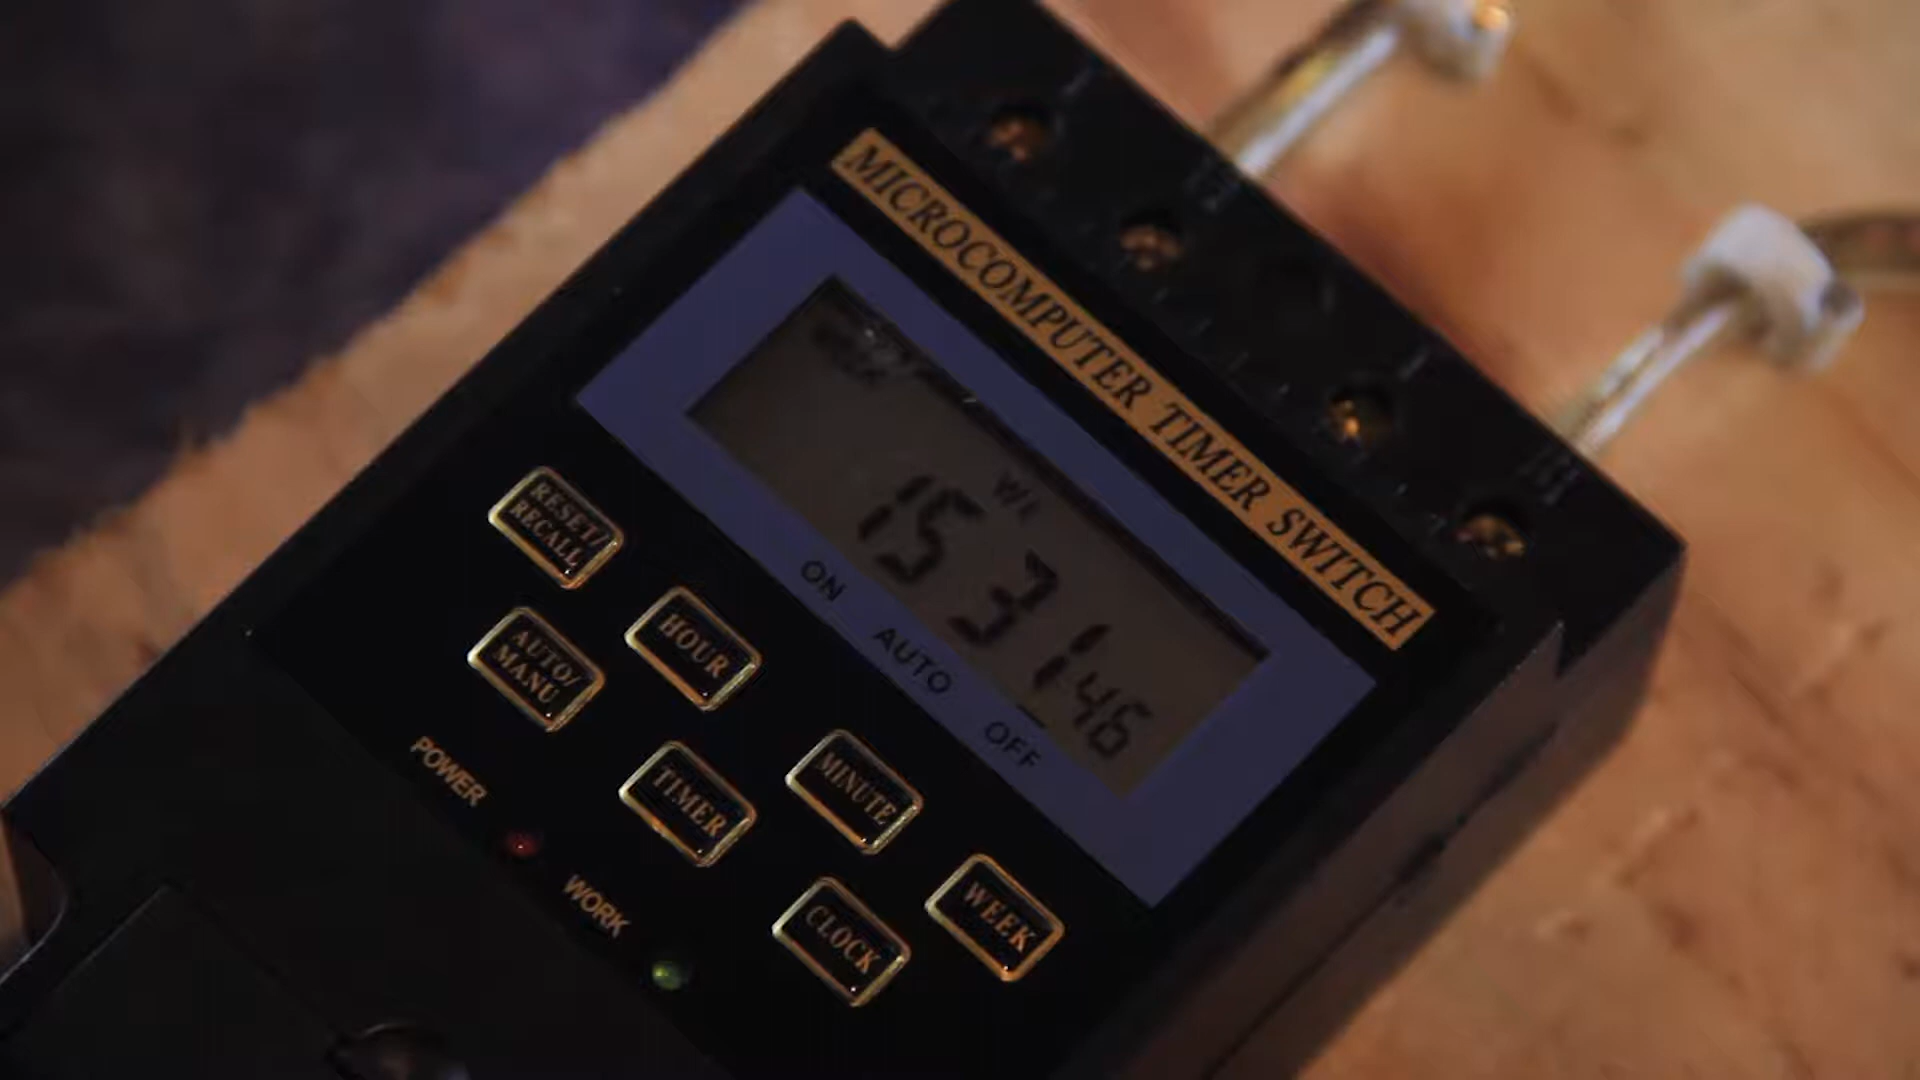 MICROCOMPUTER TIMER SWITCH
WE
15 31 46
ON AUTO OFF
RESET/
RECALL
HOUR
MINUTE
WEEK
AUTO/
MANU
TIMER
CLOCK
POWER
WORK